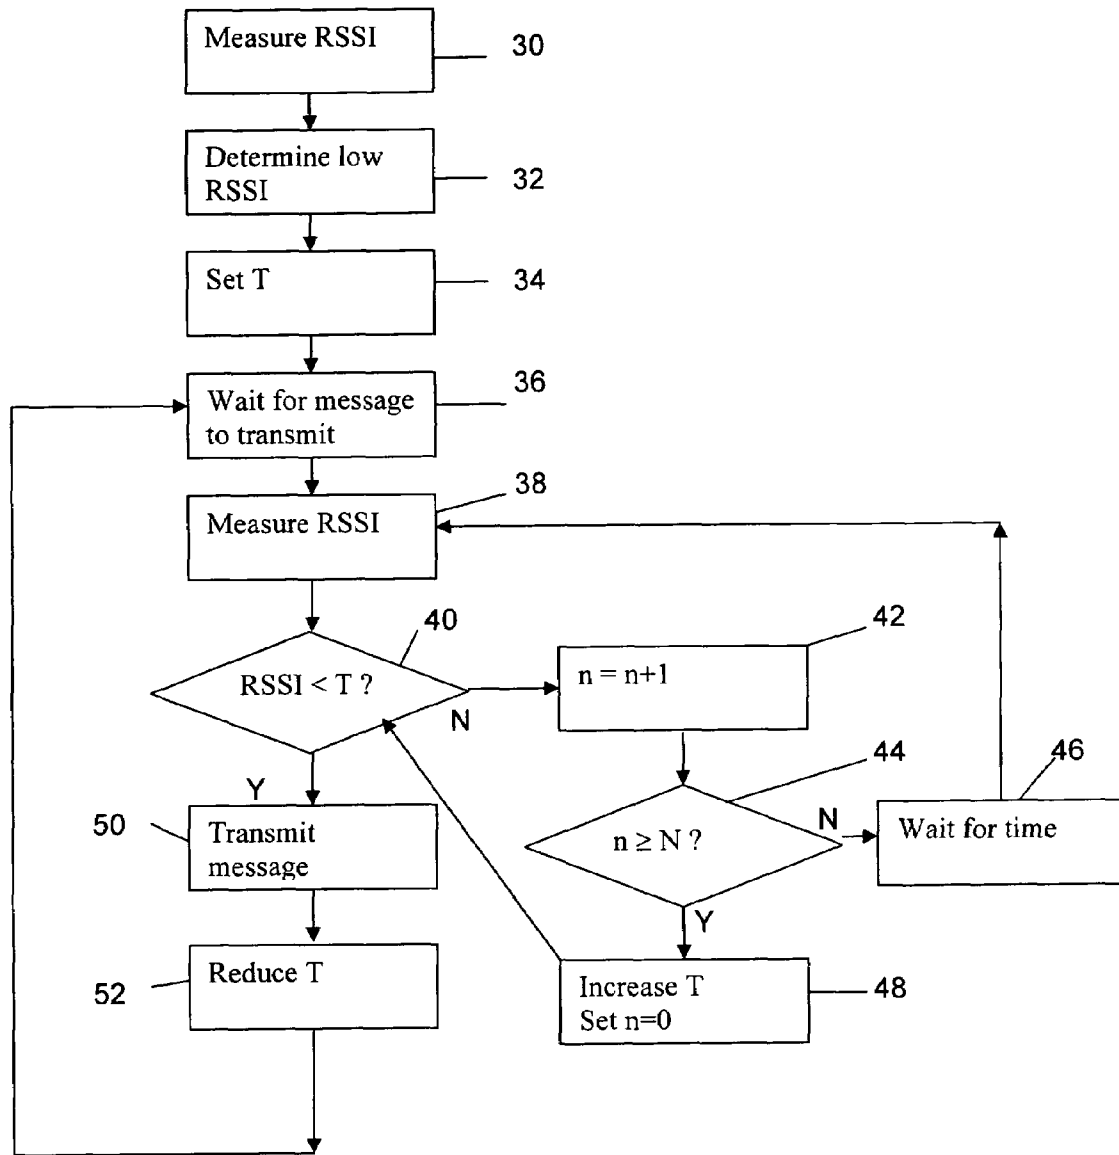 Measure RSSI
30
Determine low
RSSI
32
Set T
34
Wait for message
to transmit
36
Measure RSSI
38
RSSI < T ?
40
N
Y
n = n+1
42
n ≥ N ?
44
N
Y
Wait for time
46
Increase T
Set n=0
48
Transmit
message
50
Reduce T
52